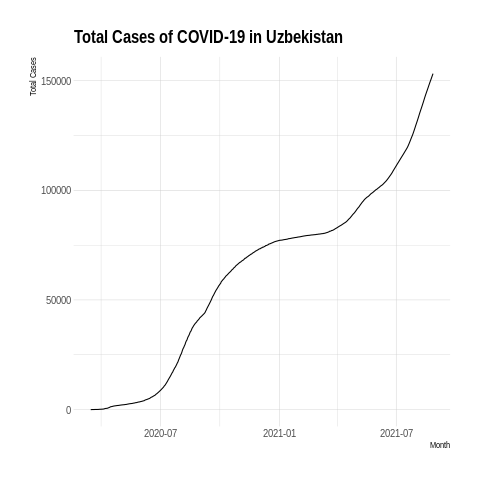 Total Cases of COVID-19 in Uzbekistan
Total Cases
150000
100000
50000
0
2020-07
2021-01
2021-07
Month